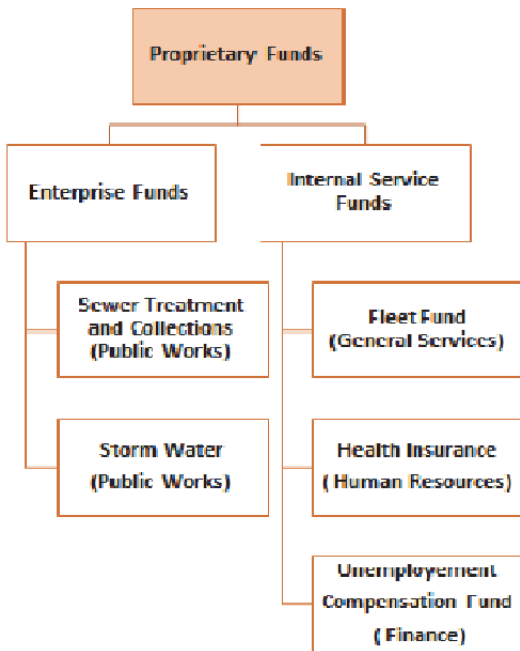 Proprietary Funds
Enterprise Funds
Internal Service
Funds
Sewer Treatment
and Collections
(Public Works)
Fleet Fund
(General Services)
Storm Water
(Public Works)
Health Insurance
( Human Resources)
Unemployement
Compensation Fund
( Finance)